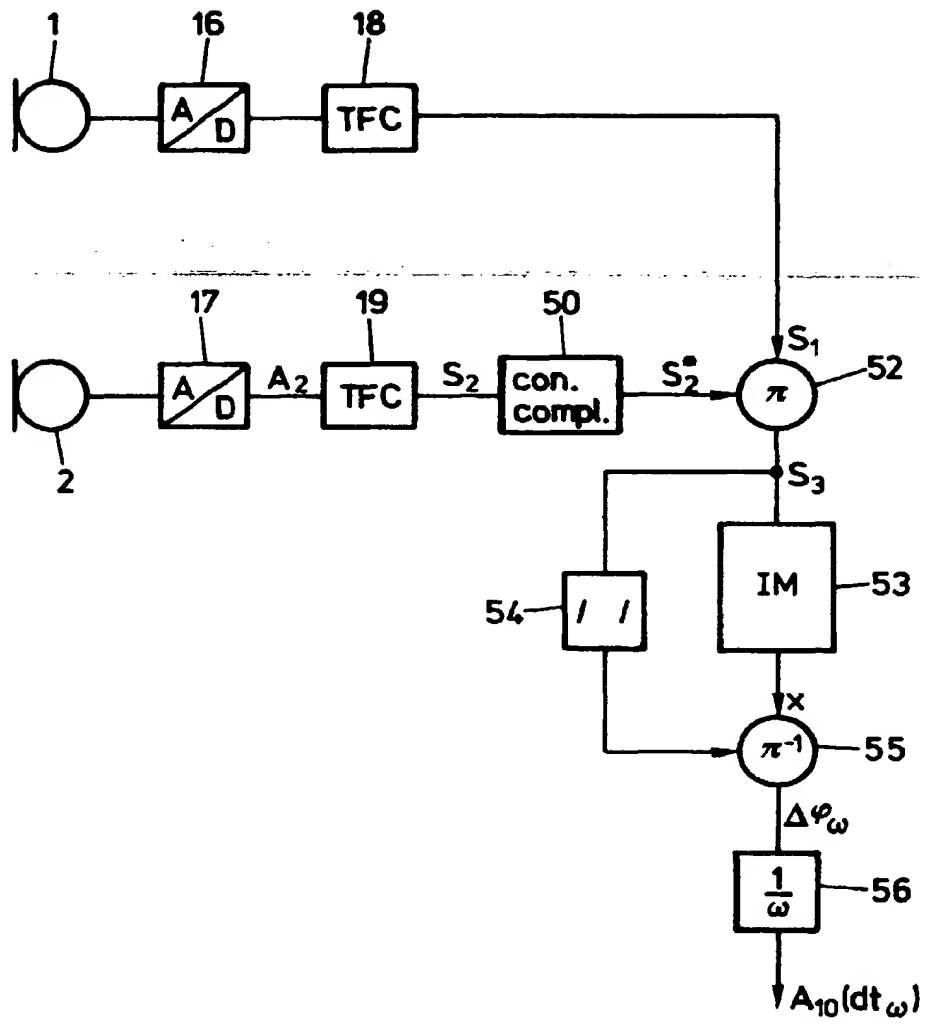 1 16 18
A D TFC
17 19 50 S₁
A D A₂ TFC S₂ con. compl. S₂* π 52
2
S₃
54 / / IM 53
x
π⁻¹ 55
Δφω
1/ω 56
A₁₀(dtω)